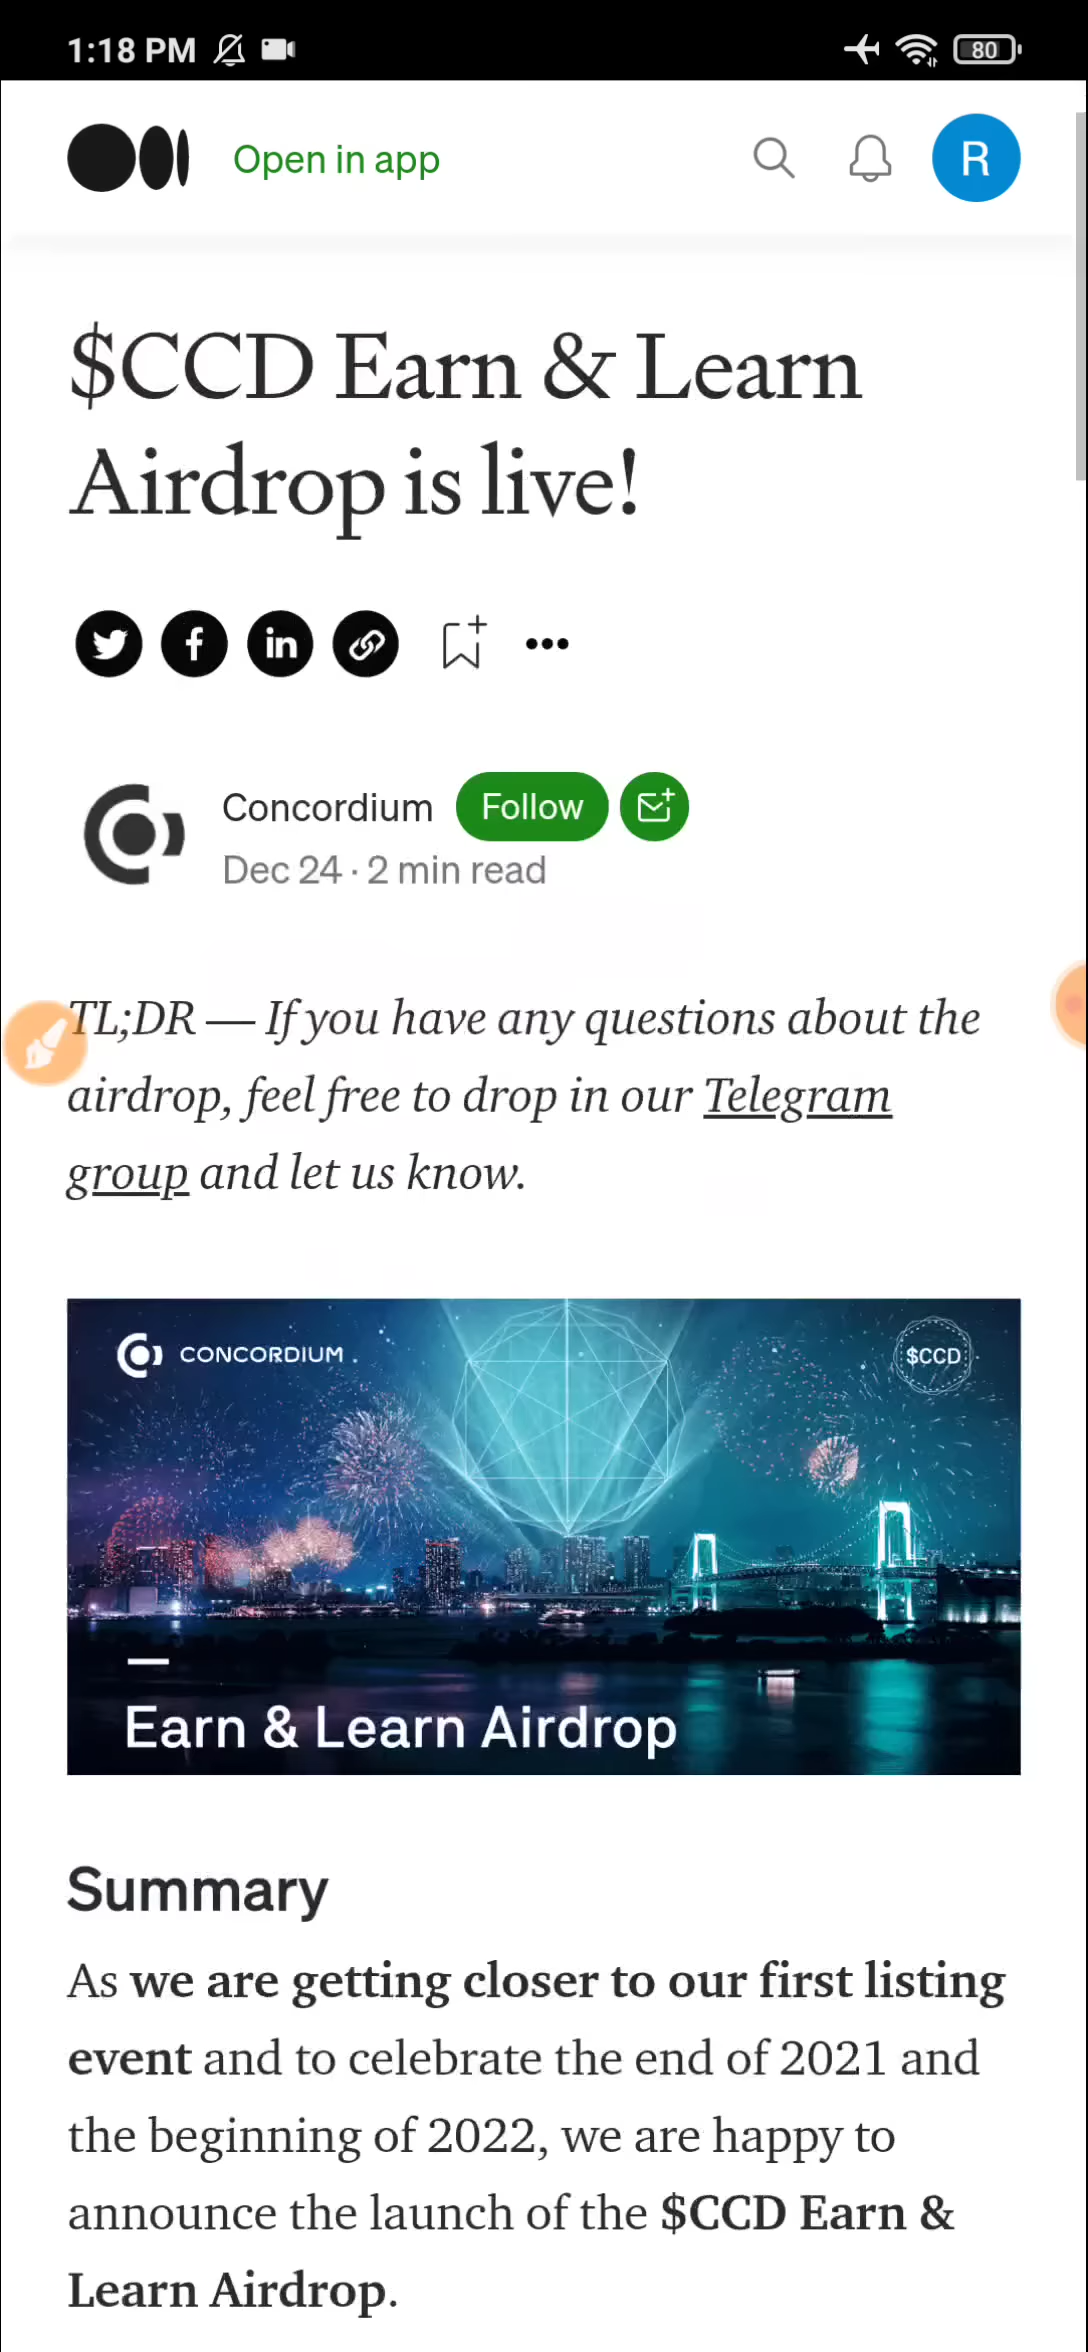 1:18 PM 80
Open in app R
$CCD Earn & Learn
Airdrop is live!
Concordium Follow
Dec 24 · 2 min read
TL;DR — If you have any questions about the
airdrop, feel free to drop in our Telegram
group and let us know.
CONCORDIUM $CCD
Earn & Learn Airdrop
Summary
As we are getting closer to our first listing
event and to celebrate the end of 2021 and
the beginning of 2022, we are happy to
announce the launch of the $CCD Earn &
Learn Airdrop.